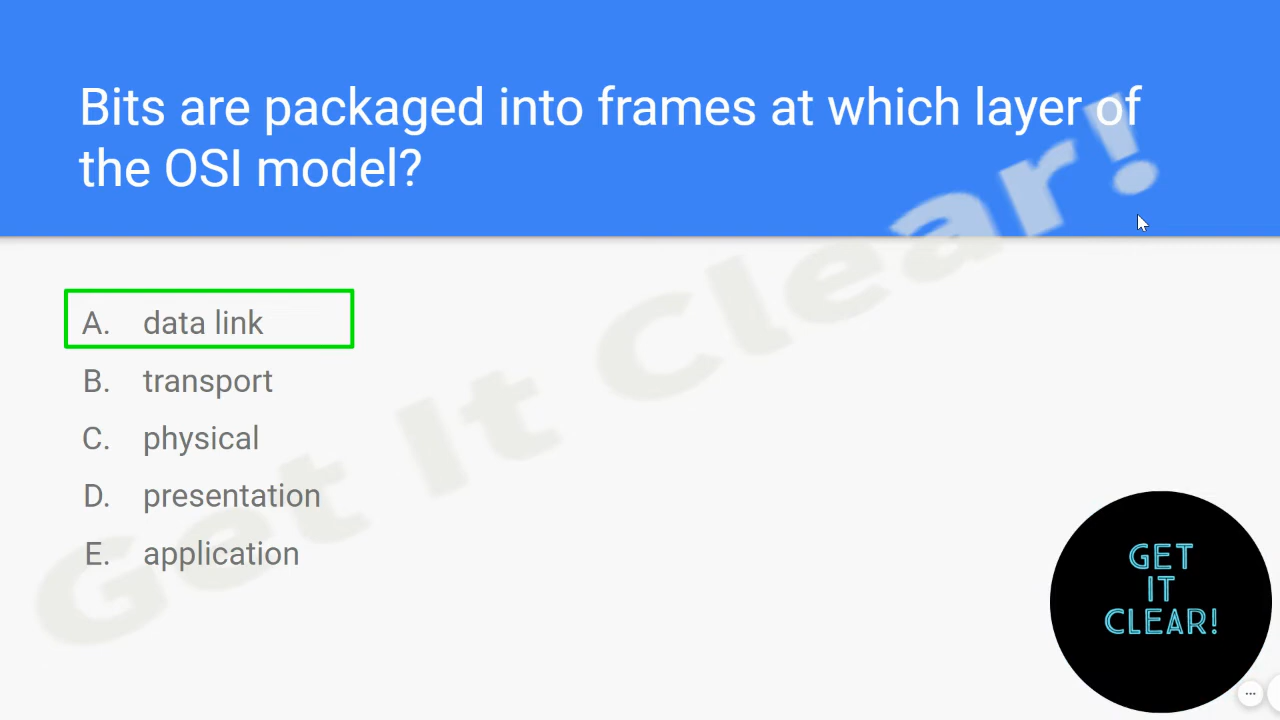 Bits are packaged into frames at which layer of
the OSI model?
A. data link
B. transport
C. physical
D. presentation
E. application
Get It Clear!
GET
IT
CLEAR!